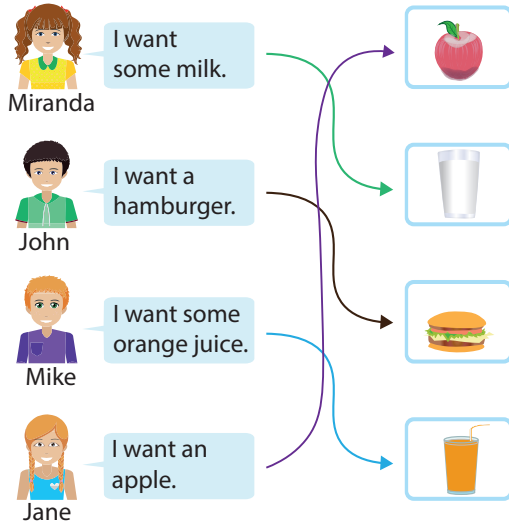 I want
some milk.
Miranda
I want a
hamburger.
John
I want some
orange juice.
Mike
I want an
apple.
Jane